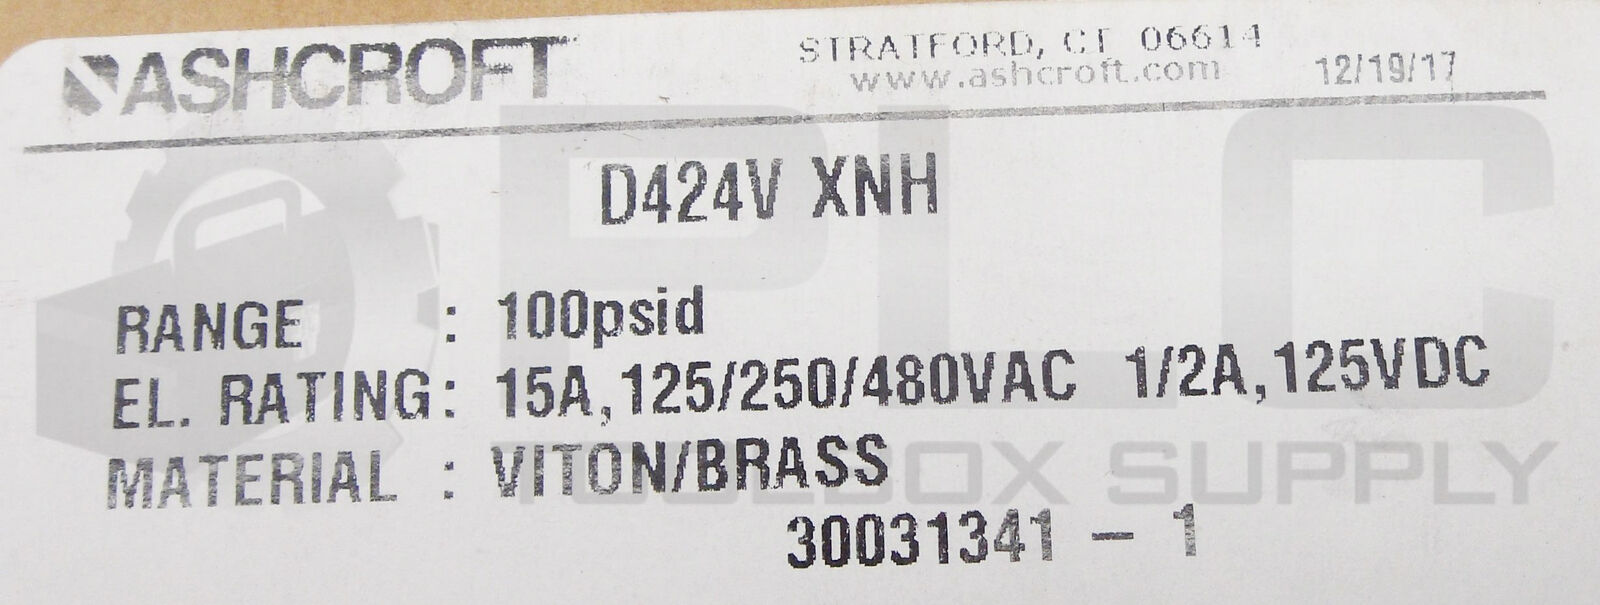 ASHCROFT
STRATFORD, CT 06614
www.ashcroft.com
12/19/17
D424V XNH
RANGE : 100psid
EL. RATING: 15A,125/250/480VAC 1/2A,125VDC
MATERIAL : VITON/BRASS
30031341 - 1
PLC
TOOLBOX SUPPLY